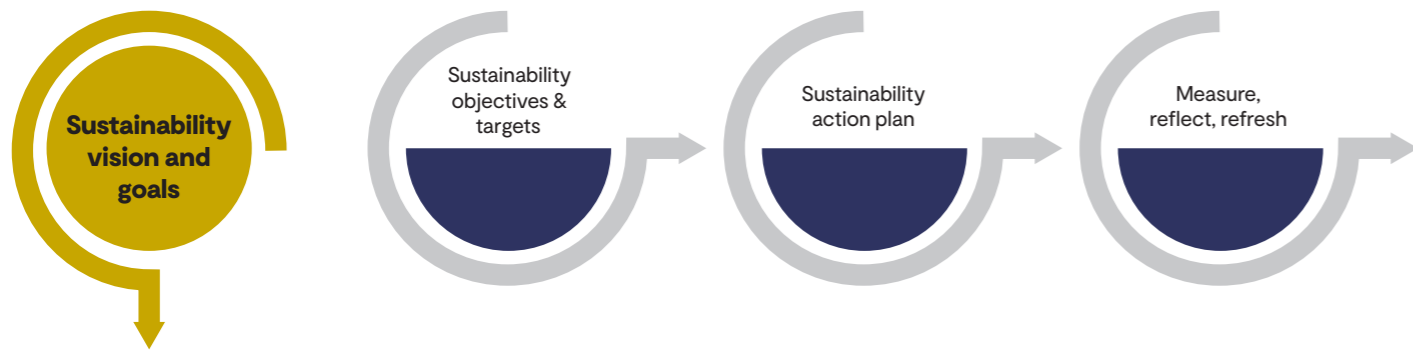 Sustainability
vision and
goals
Sustainability
objectives &
targets
Sustainability
action plan
Measure,
reflect, refresh